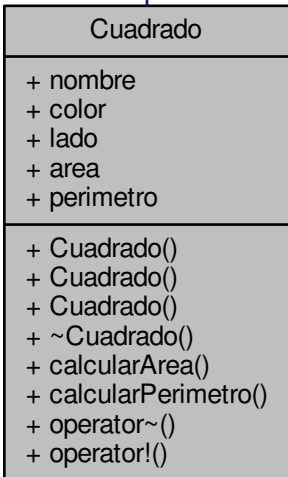 Cuadrado
+ nombre
+ color
+ lado
+ area
+ perimetro
+ Cuadrado()
+ Cuadrado()
+ Cuadrado()
+ ~Cuadrado()
+ calcularArea()
+ calcularPerimetro()
+ operator~()
+ operator!()